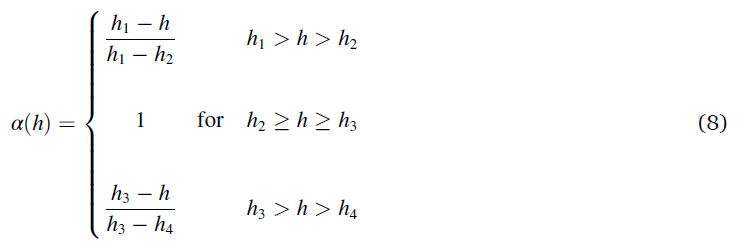 α(h) = { (h₁ − h)/(h₁ − h₂)   h₁ > h > h₂
1   for   h₂ ≥ h ≥ h₃   (8)
(h₃ − h)/(h₃ − h₄)   h₃ > h > h₄